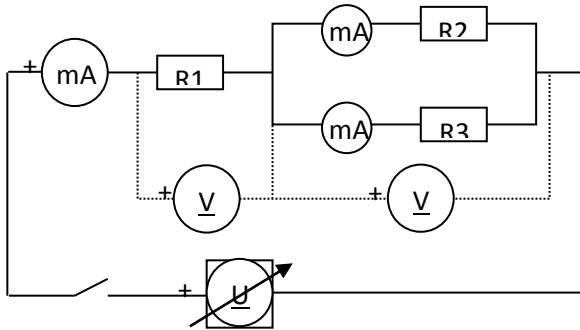 mA R2
+ mA R1
mA R3
+ V + V
+ U